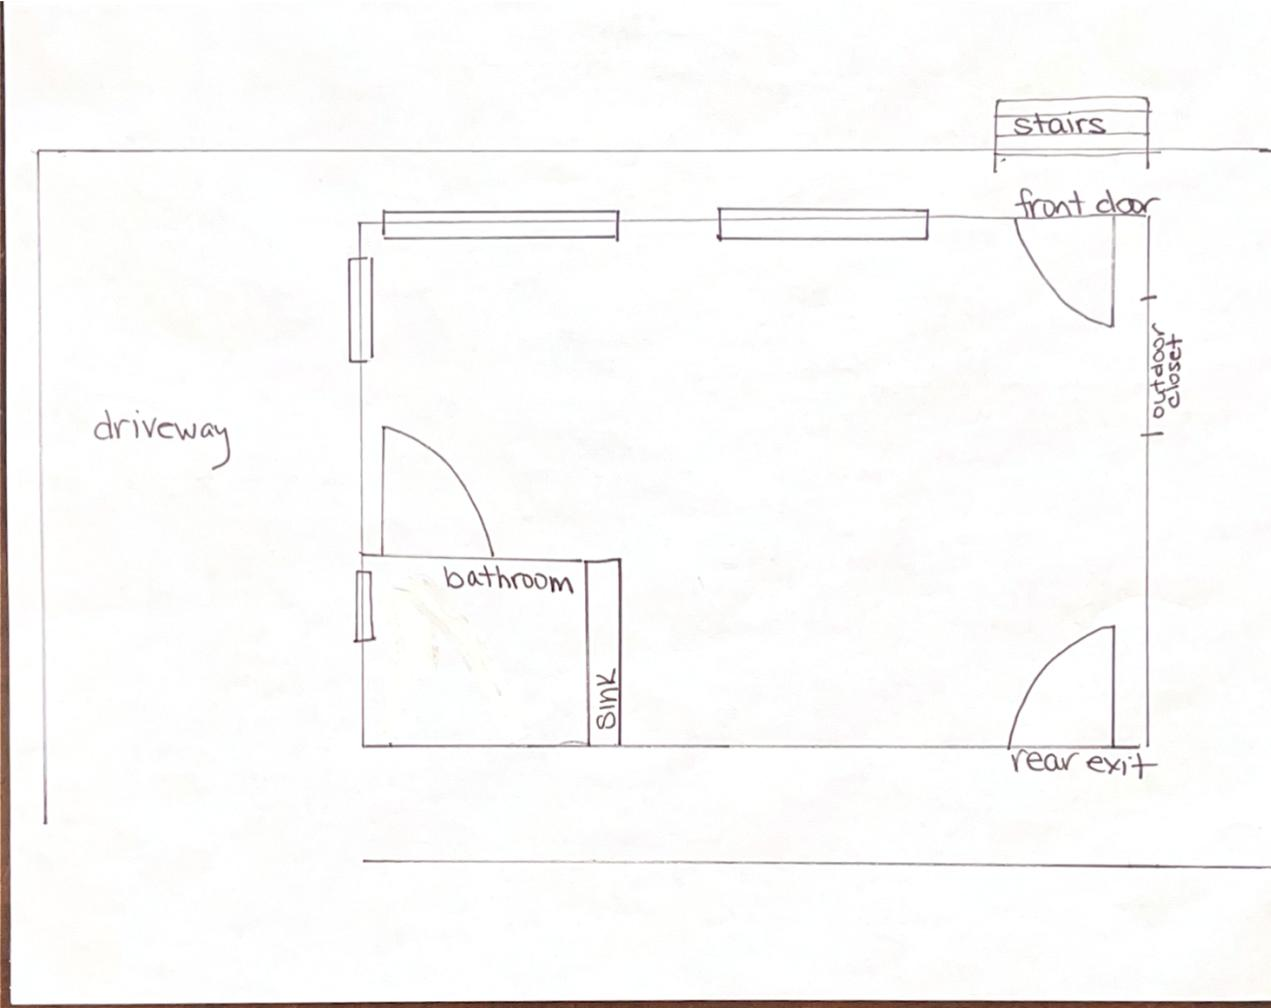 stairs
front door
outdoor
closet
driveway
bathroom
sink
rear exit